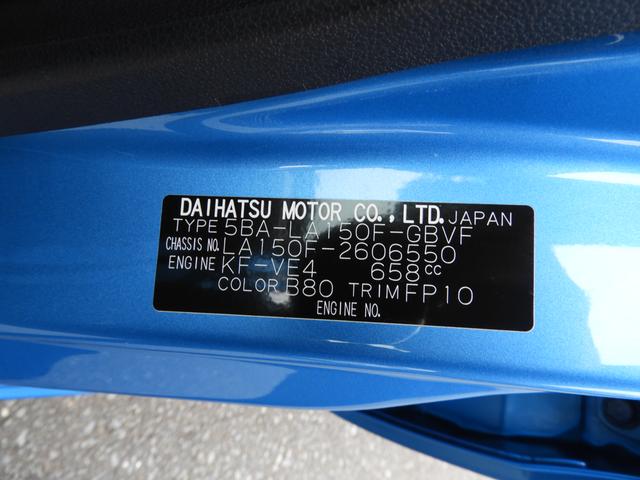 DAIHATSU MOTOR CO.,LTD. JAPAN
TYPE 5BA-LA150F-GBVF
CHASSIS NO. LA150F-2606550
ENGINE KF-VE4 658cc
COLOR B80 TRIM FP10
ENGINE NO.